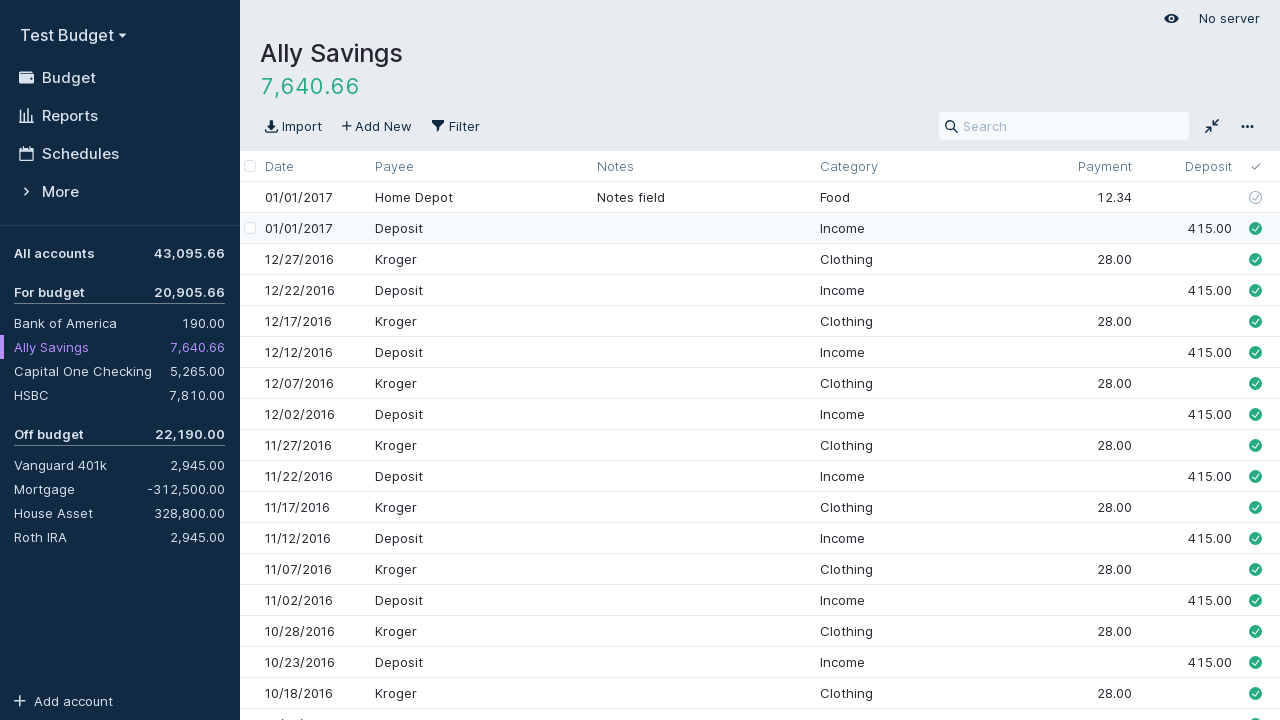 Test Budget
Budget
Reports
Schedules
More
All accounts 43,095.66
For budget 20,905.66
Bank of America 190.00
Ally Savings 7,640.66
Capital One Checking 5,265.00
HSBC 7,810.00
Off budget 22,190.00
Vanguard 401k 2,945.00
Mortgage -312,500.00
House Asset 328,800.00
Roth IRA 2,945.00
Add account
No server
Ally Savings
7,640.66
Import Add New Filter Search
Date Payee Notes Category Payment Deposit
01/01/2017 Home Depot Notes field Food 12.34
01/01/2017 Deposit Income 415.00
12/27/2016 Kroger Clothing 28.00
12/22/2016 Deposit Income 415.00
12/17/2016 Kroger Clothing 28.00
12/12/2016 Deposit Income 415.00
12/07/2016 Kroger Clothing 28.00
12/02/2016 Deposit Income 415.00
11/27/2016 Kroger Clothing 28.00
11/22/2016 Deposit Income 415.00
11/17/2016 Kroger Clothing 28.00
11/12/2016 Deposit Income 415.00
11/07/2016 Kroger Clothing 28.00
11/02/2016 Deposit Income 415.00
10/28/2016 Kroger Clothing 28.00
10/23/2016 Deposit Income 415.00
10/18/2016 Kroger Clothing 28.00